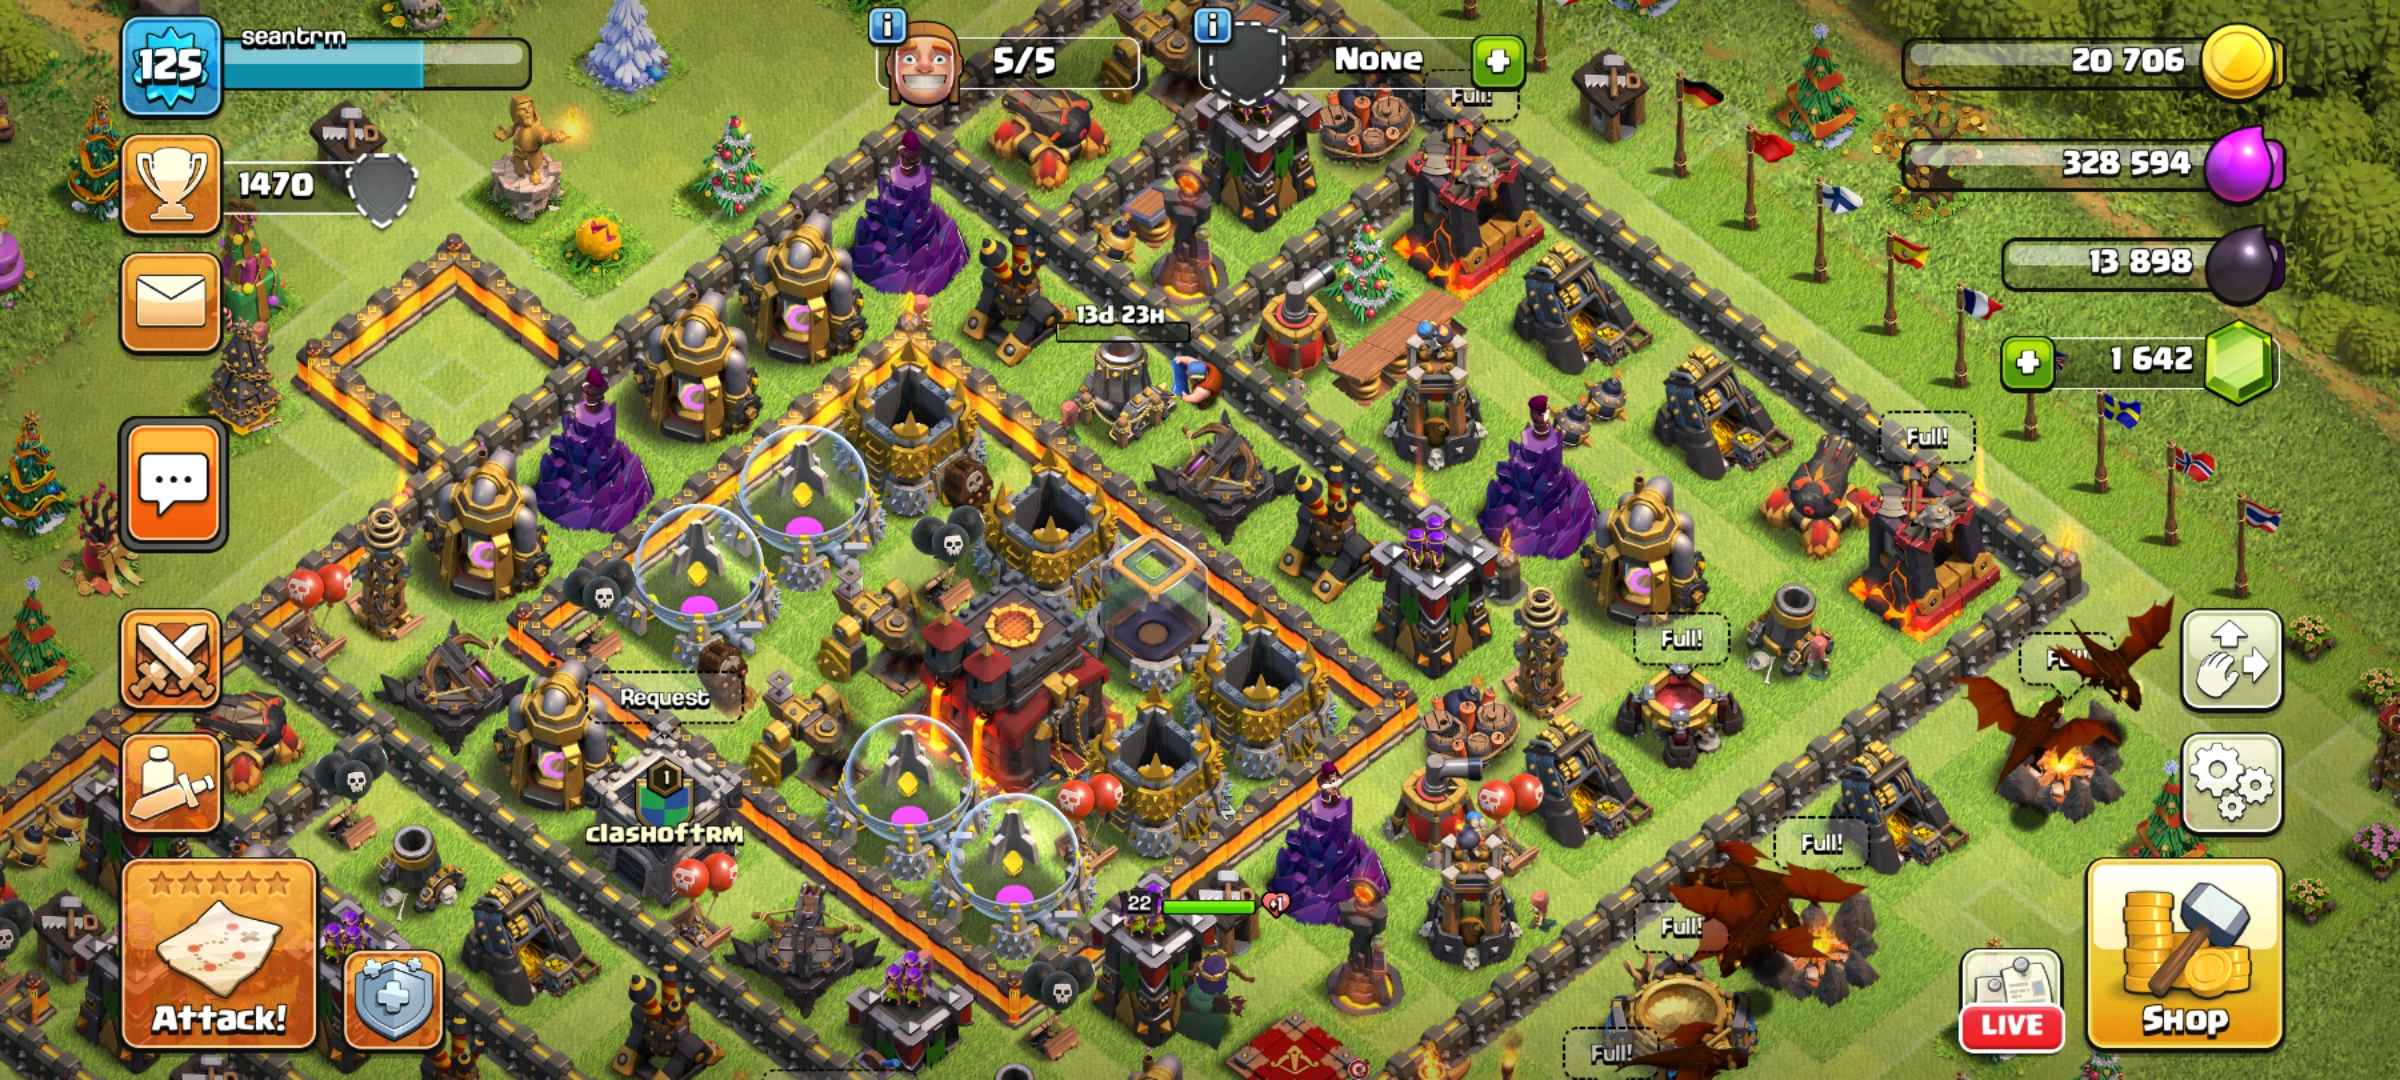 seantrm
125
5/5
None
20 706
Full!
328 594
1470
13 898
13d 23h
1 642
Full!
Full!
Request
1
clashoftRM
Full!
22
+1
Full!
Attack!
Full!
LIVE
Shop